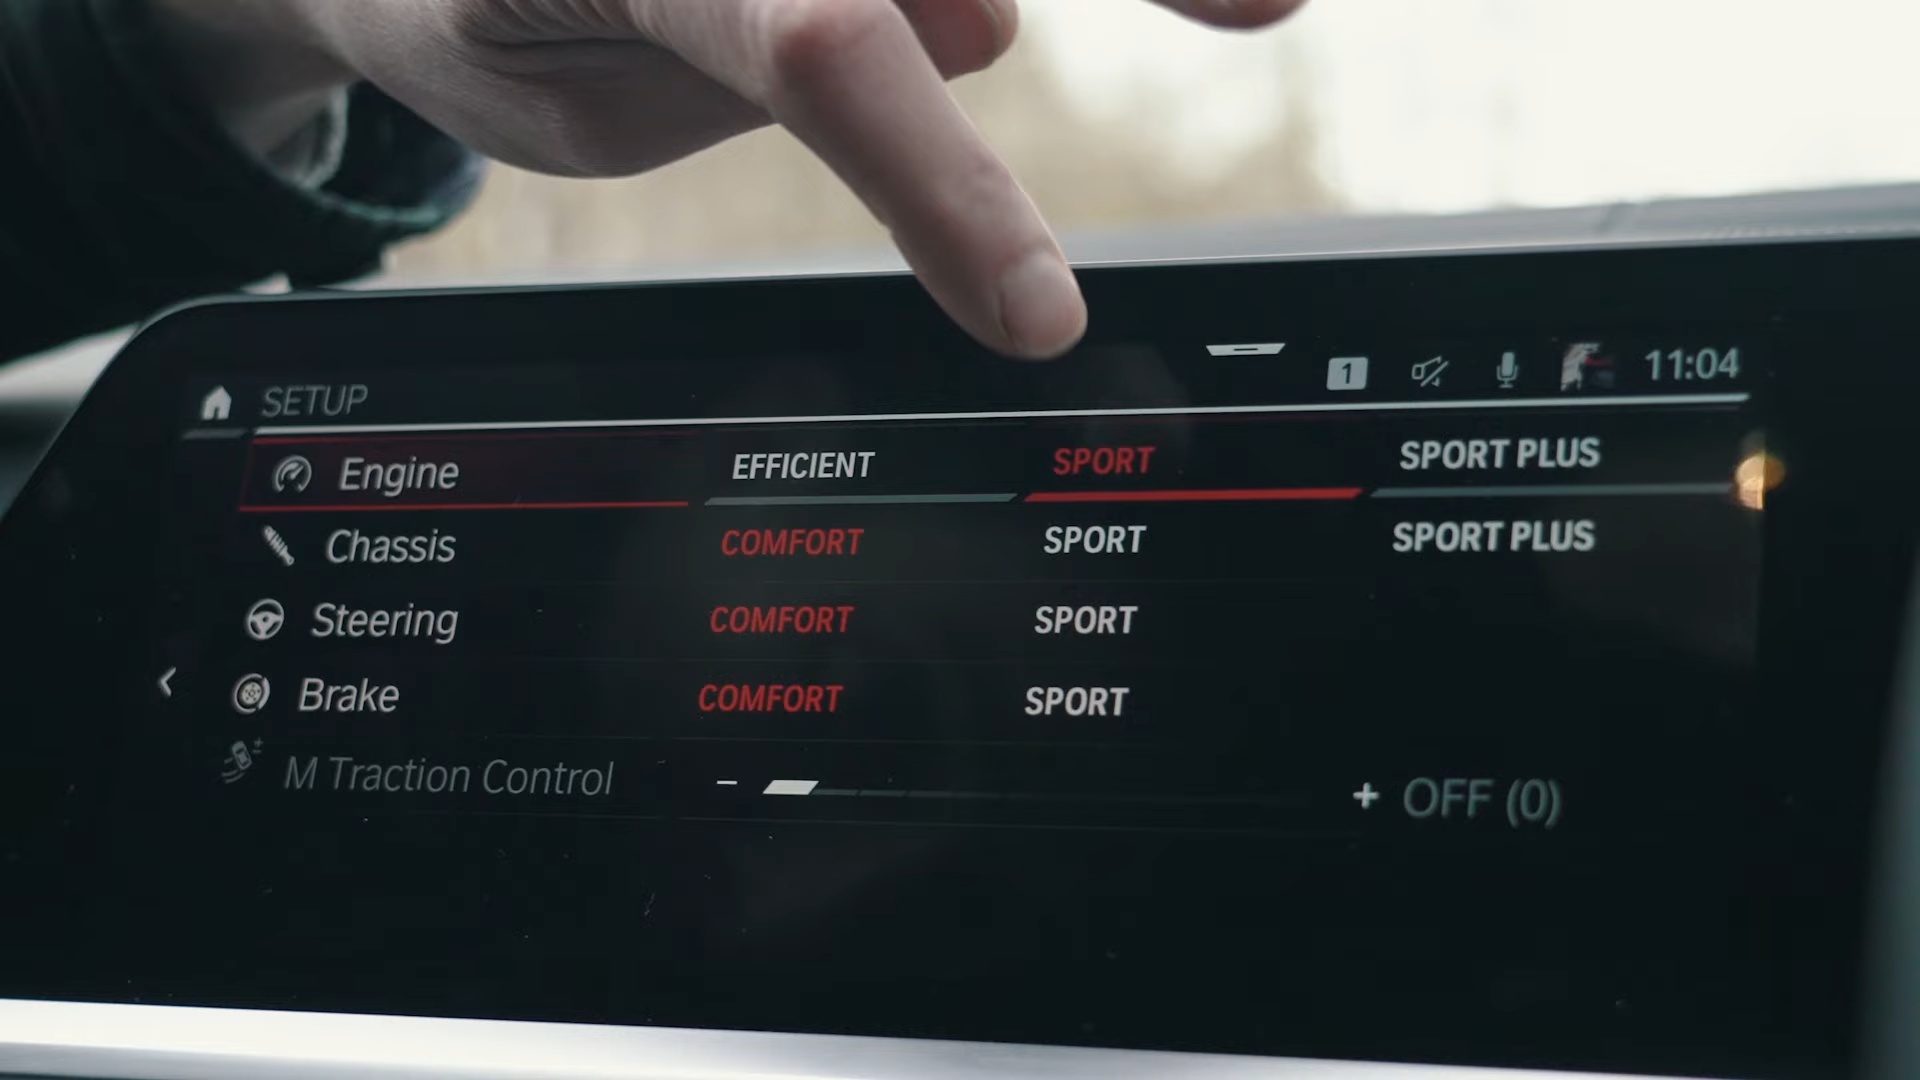 1 11:04
SETUP
Engine EFFICIENT SPORT SPORT PLUS
Chassis COMFORT SPORT SPORT PLUS
Steering COMFORT SPORT
Brake COMFORT SPORT
M Traction Control − + OFF (0)